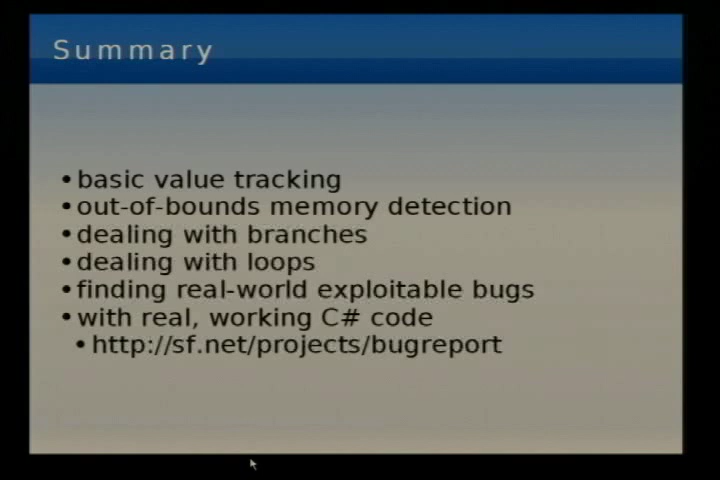 Summary
• basic value tracking
• out-of-bounds memory detection
• dealing with branches
• dealing with loops
• finding real-world exploitable bugs
• with real, working C# code
• http://sf.net/projects/bugreport